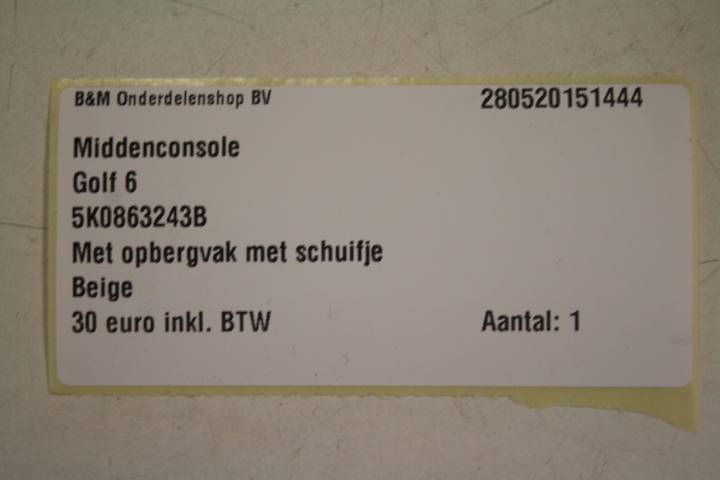 B&M Onderdelenshop BV 280520151444
Middenconsole
Golf 6
5K0863243B
Met opbergvak met schuifje
Beige
30 euro inkl. BTW Aantal: 1